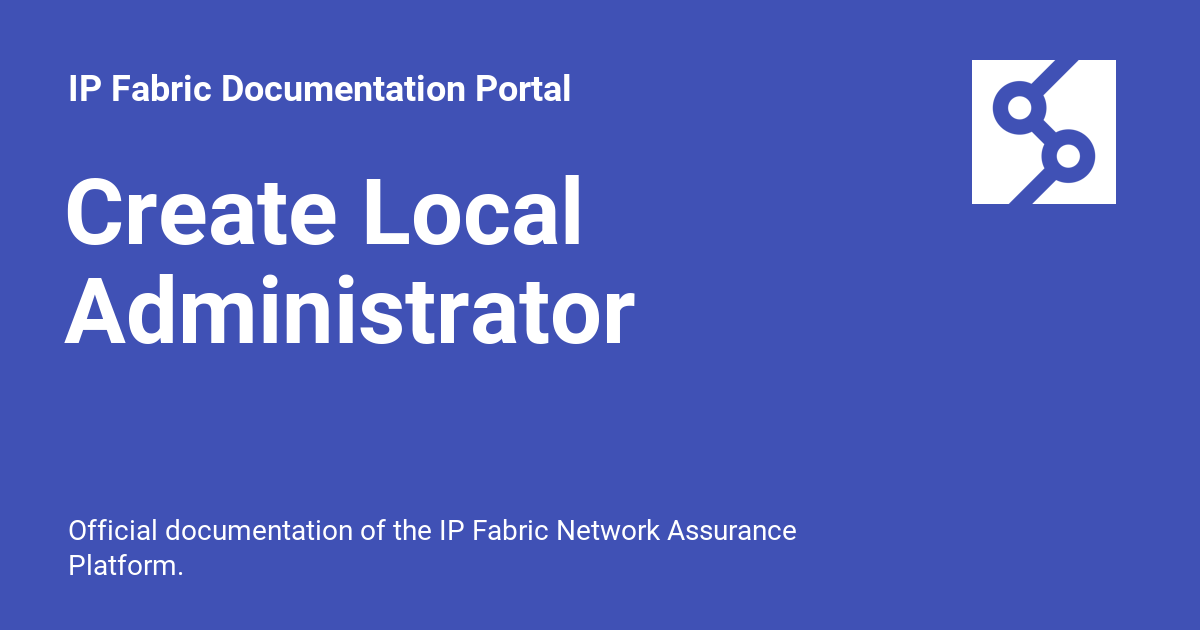 IP Fabric Documentation Portal
Create Local
Administrator
Official documentation of the IP Fabric Network Assurance
Platform.